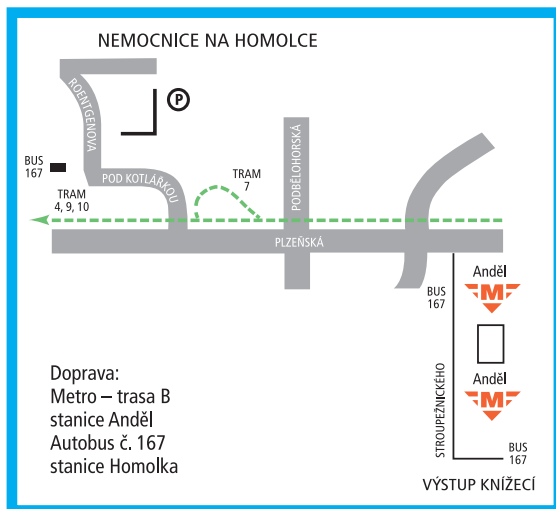 NEMOCNICE NA HOMOLCE
ROENTGENOVA
P
BUS
167
POD KOTLÁŘKOU
TRAM
7
PODBĚLOHORSKÁ
TRAM
4, 9, 10
PLZEŇSKÁ
Anděl
M
BUS
167
Anděl
M
STROUPEŽNICKÉHO
BUS
167
VÝSTUP KNÍŽECÍ
Doprava:
Metro – trasa B
stanice Anděl
Autobus č. 167
stanice Homolka